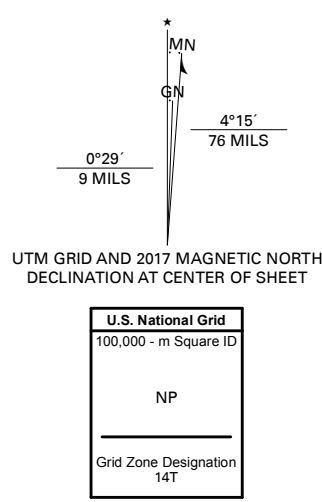 ★
MN
GN
4°15´
76 MILS
0°29´
9 MILS
UTM GRID AND 2017 MAGNETIC NORTH
DECLINATION AT CENTER OF SHEET
U.S. National Grid
100,000 - m Square ID
NP
Grid Zone Designation
14T